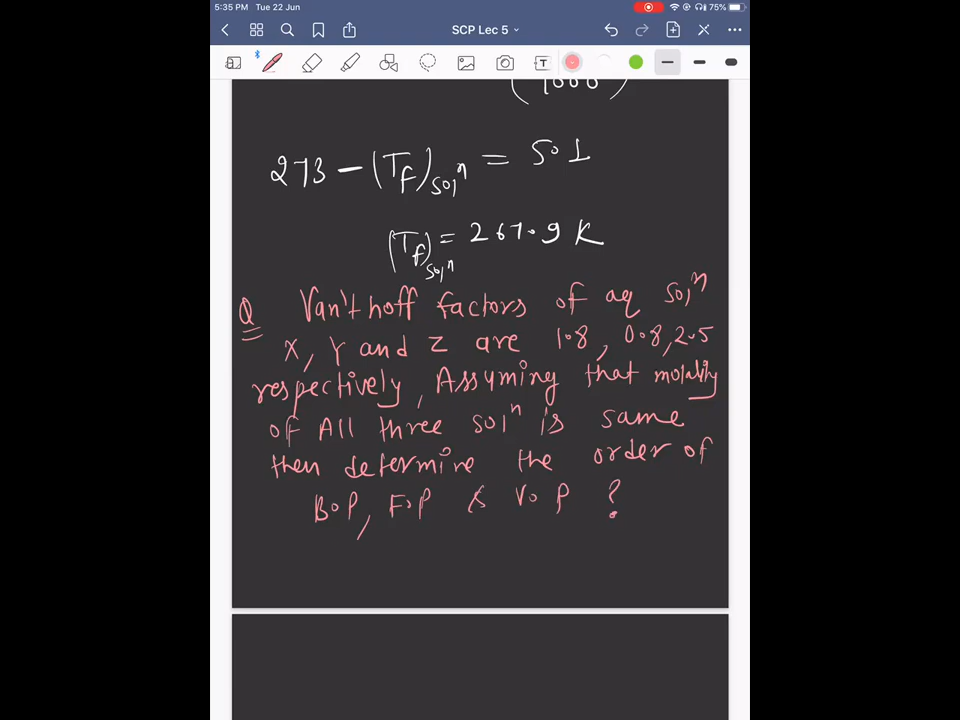 5:35 PM Tue 22 Jun 75%
SCP Lec 5
(1000)
273 - (Tf)solⁿ = 5.1
(Tf)solⁿ = 267.9 K
Q Van't hoff factors of aq solⁿ
X, Y and Z are 1.8, 0.8, 2.5
respectively, Assuming that molality
of All three solⁿ is same
then determine the order of
B.P, F.P & V.P ?